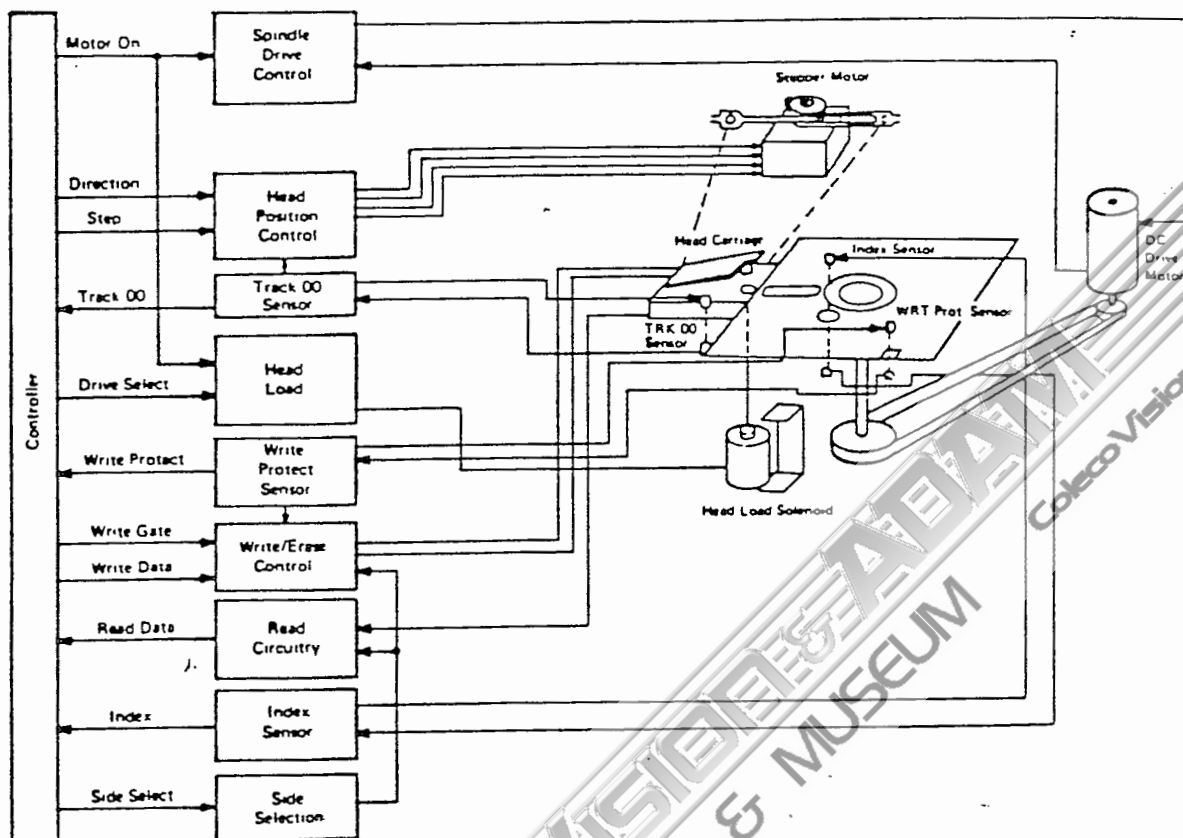 Controller
Motor On
Spindle
Drive
Control
Stepper Motor
Direction
Step
Head
Position
Control
DC
Drive
Motor
Head Carriage
Index Sensor
Track 00
Track 00
Sensor
TRK 00
Sensor
WRT Prot Sensor
Drive Select
Head
Load
Write Protect
Write
Protect
Sensor
Head Load Solenoid
Write Gate
Write Data
Write/Erase
Control
Read Data
Read
Circuitry
Index
Index
Sensor
Side Select
Side
Selection
VISION & ADAM
ColecoVision
& MUSEUM